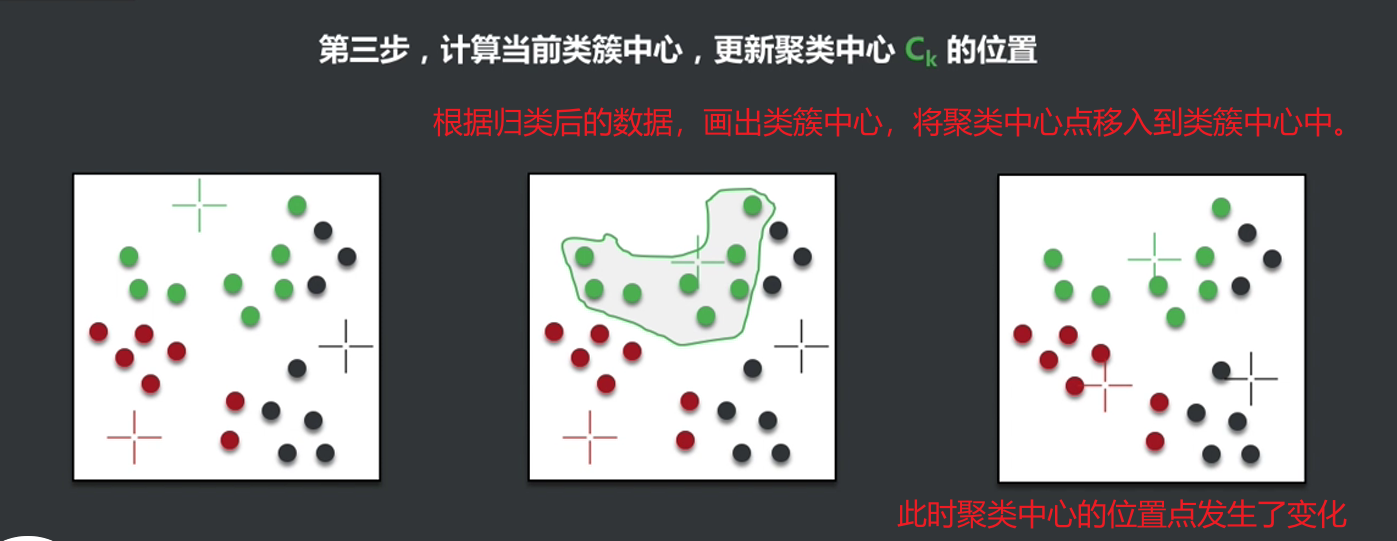 第三步，计算当前类簇中心，更新聚类中心 Ck 的位置
根据归类后的数据，画出类簇中心，将聚类中心点移入到类簇中心中。
此时聚类中心的位置点发生了变化